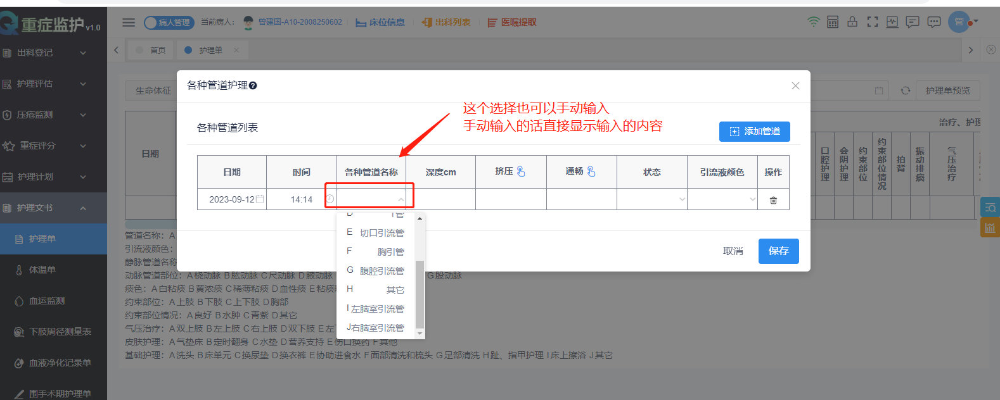 重症监护 v1.0
病人管理 当前病人： 曾建国-A10-2008250602 床位信息 出科列表 医嘱提取 管
出科登记
护理评估
压疮监测
重症评分
护理计划
护理文书
护理单
体温单
血运监测
下肢周径测量表
血液净化记录单
围手术期护理单
首页 护理单
生命体征 护理单预览
日期
治疗、护理
口腔护理 会阴护理 约束部位 约束部位情况 拍背 振动排痰 气压治疗
各种管道护理
这个选择也可以手动输入
手动输入的话直接显示输入的内容
各种管道列表 添加管道
日期 时间 各种管道名称 深度cm 挤压 通畅 状态 引流液颜色 操作
2023-09-12 14:14
D T管
E 切口引流管
F 胸引管
G 腹腔引流管
H 其它
I 左脑室引流管
J 右脑室引流管
取消 保存
管道名称：A
引流液颜色：
静脉管道名称
动脉管道部位：A桡动脉 B肱动脉 C尺动脉 D腋动脉 G股动脉
痰色：A白粘痰 B黄浓痰 C稀薄粘痰 D血性痰 E粘痰
约束部位：A上肢 B下肢 C上下肢 D胸部
约束部位情况：A良好 B水肿 C青紫 D其它
气压治疗：A双上肢 B左上肢 C右上肢 D双下肢 E左
皮肤护理：A气垫床 B定时翻身 C水垫 D营养支持 E伤口换药 F其他
基础护理：A洗头 B床单元 C换尿垫 D换衣裤 E协助进食水 F面部清洗和梳头 G足部清洗 H趾、指甲护理 I床上擦浴 J其它